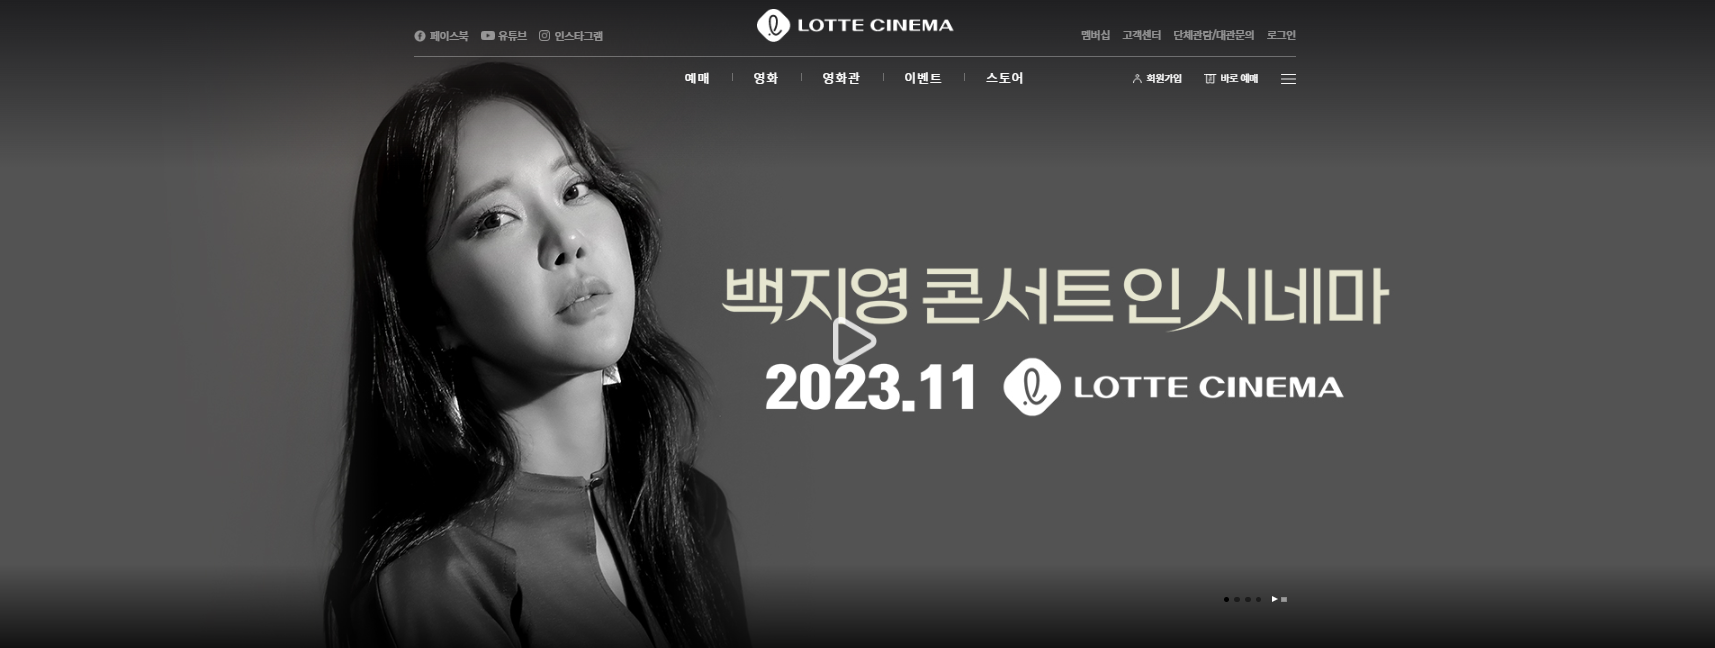 LOTTE CINEMA
페이스북 유튜브 인스타그램
멤버십 고객센터 단체관람/대관문의 로그인
예매 영화 영화관 이벤트 스토어
회원가입 바로 예매
백지영 콘서트 인 시네마
2023.11 LOTTE CINEMA